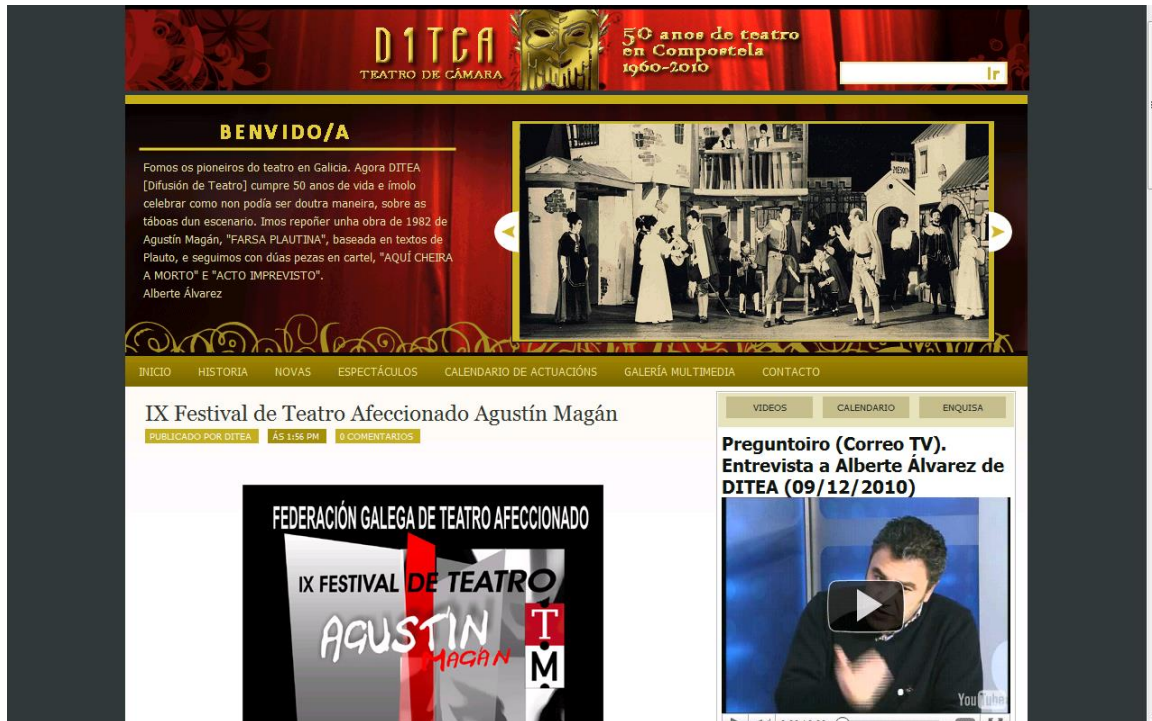 DITEA
TEATRO DE CÁMARA
50 anos de teatro
en Compostela
1960-2010
Ir
BENVIDO/A
Fomos os pioneiros do teatro en Galicia. Agora DITEA
[Difusión de Teatro] cumpre 50 anos de vida e ímolo
celebrar como non podía ser doutra maneira, sobre as
táboas dun escenario. Imos repoñer unha obra de 1982 de
Agustín Magán, "FARSA PLAUTINA", baseada en textos de
Plauto, e seguimos con dúas pezas en cartel, "AQUÍ CHEIRA
A MORTO" E "ACTO IMPREVISTO".
Alberte Álvarez
INICIO HISTORIA NOVAS ESPECTÁCULOS CALENDARIO DE ACTUACIÓNS GALERÍA MULTIMEDIA CONTACTO
IX Festival de Teatro Afeccionado Agustín Magán
PUBLICADO POR DITEA ÁS 1:56 PM 0 COMENTARIOS
FEDERACIÓN GALEGA DE TEATRO AFECCIONADO
IX FESTIVAL DE TEATRO
AGUSTÍN
MAGÁN
T
M
VIDEOS CALENDARIO ENQUISA
Preguntoiro (Correo TV).
Entrevista a Alberte Álvarez de
DITEA (09/12/2010)
YouTube